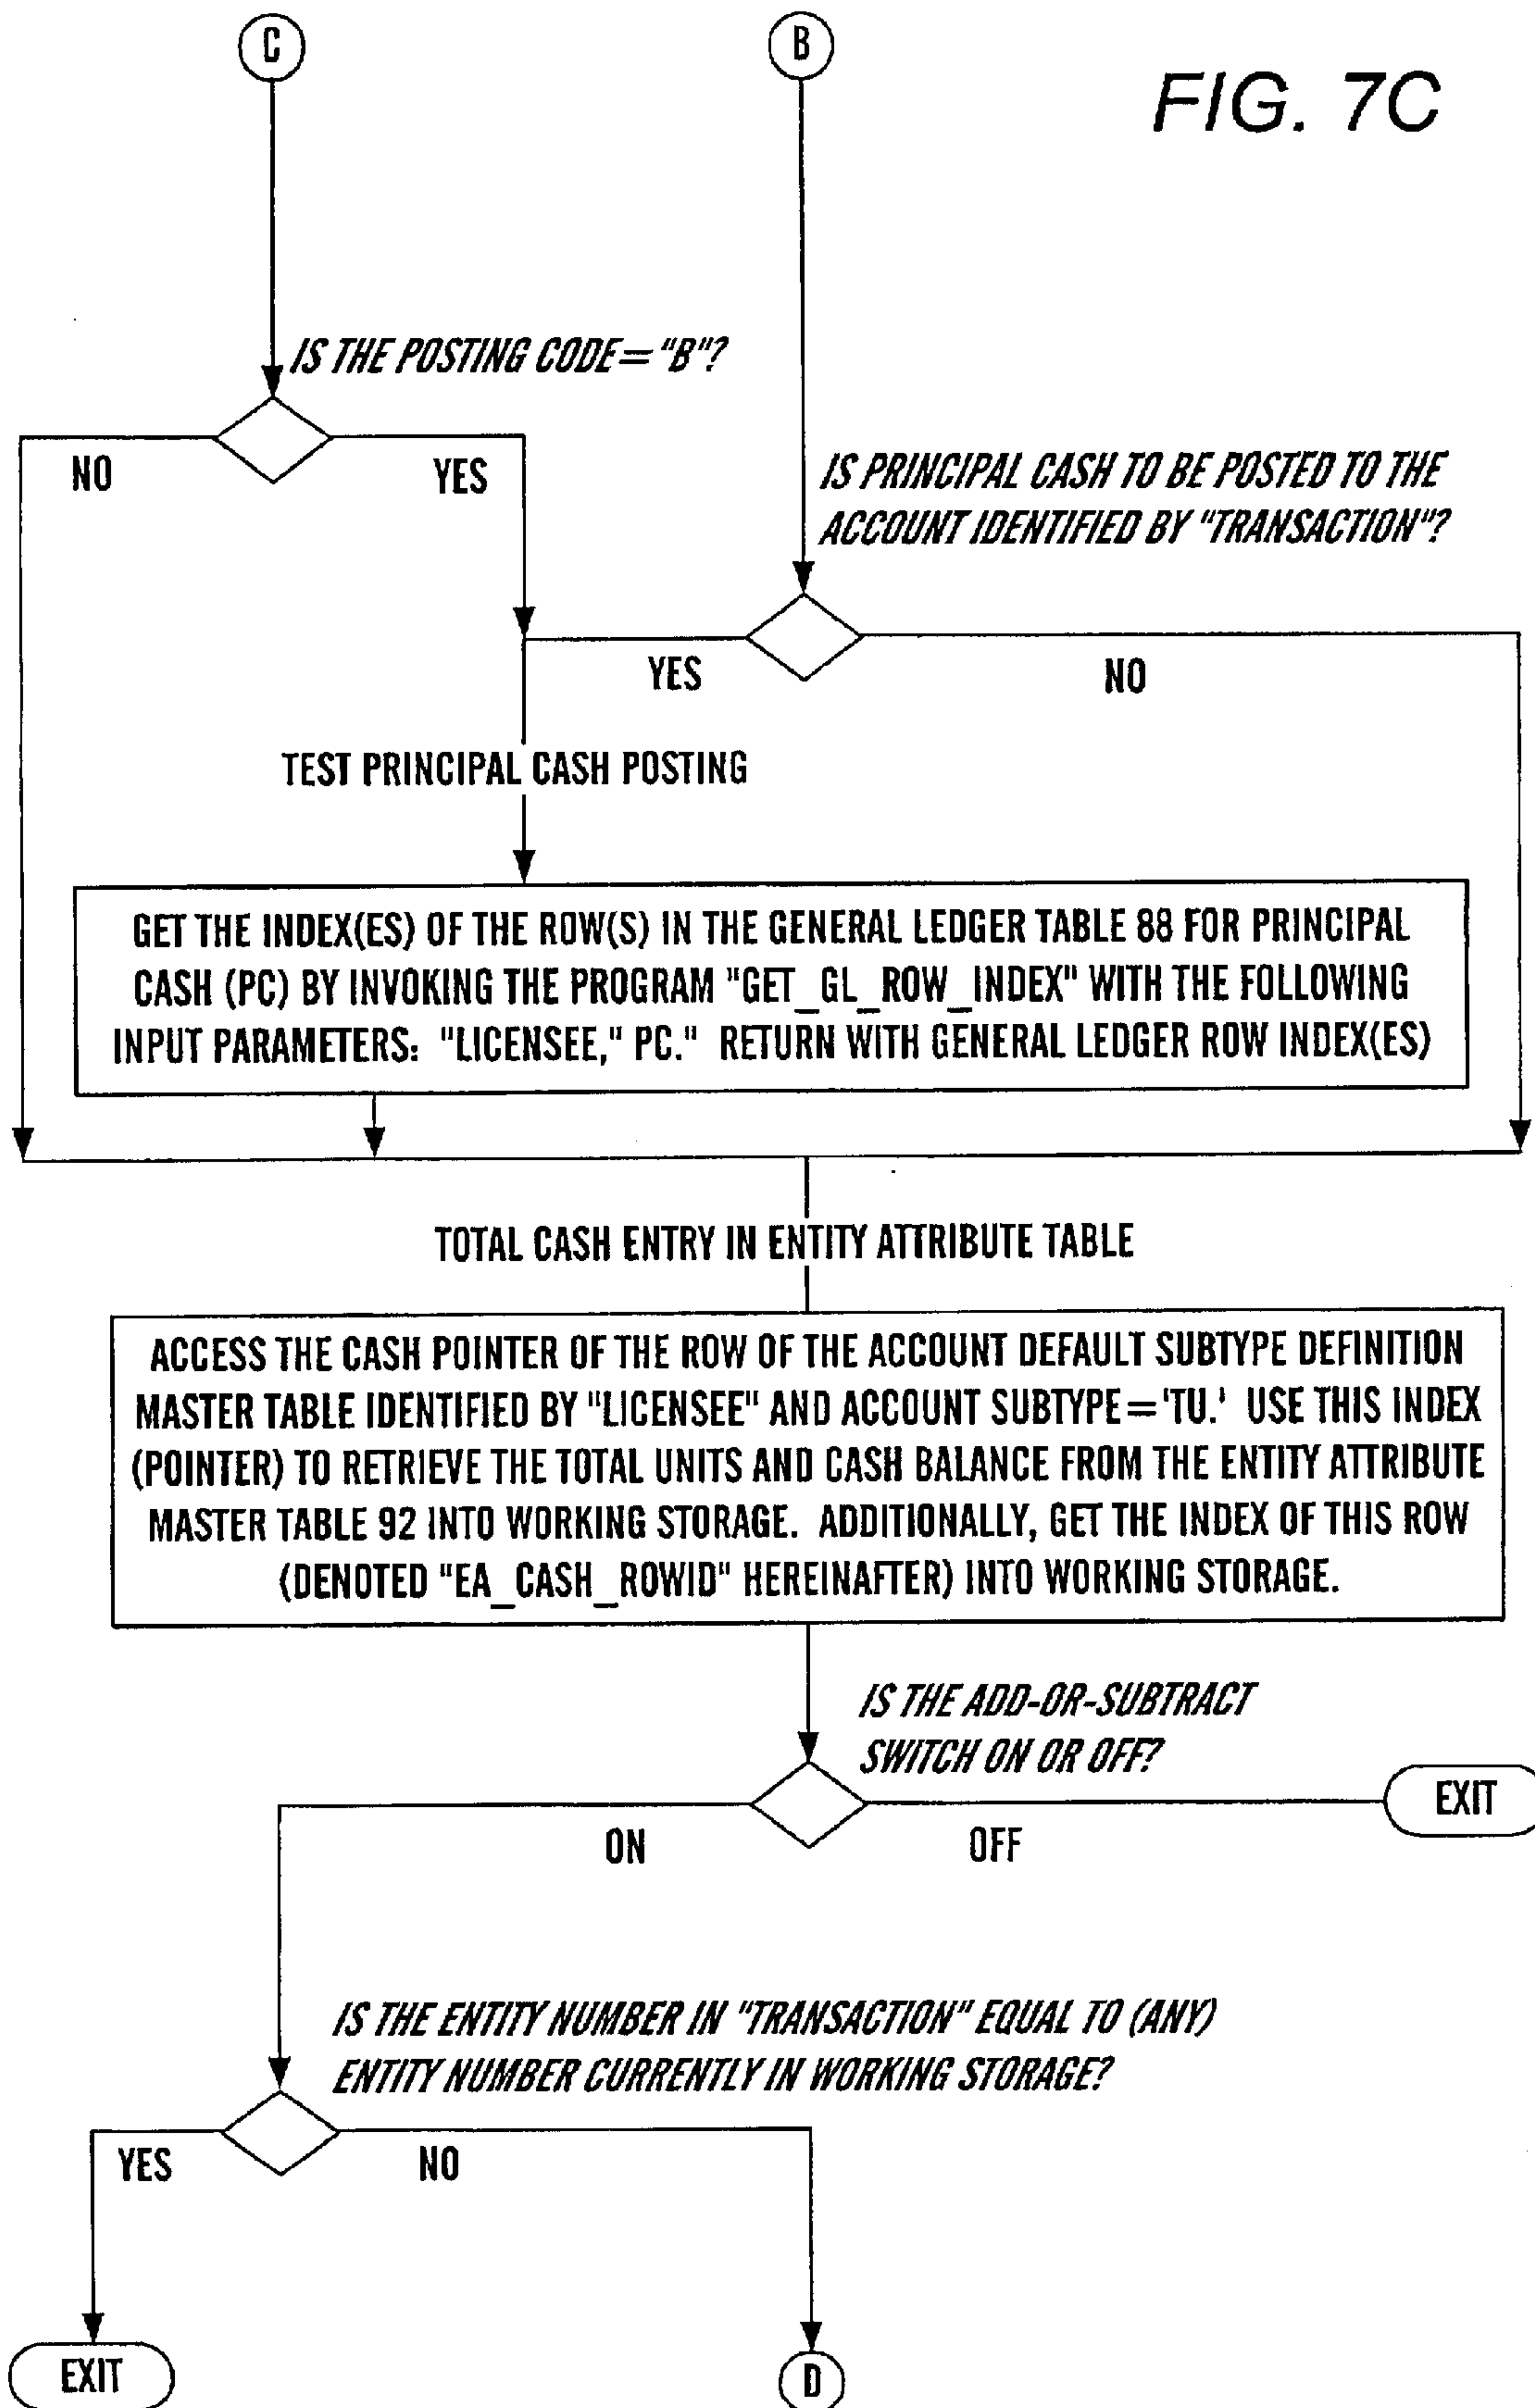 C
B
FIG. 7C
IS THE POSTING CODE="B"?
NO
YES
IS PRINCIPAL CASH TO BE POSTED TO THE
ACCOUNT IDENTIFIED BY "TRANSACTION"?
YES
NO
TEST PRINCIPAL CASH POSTING
GET THE INDEX(ES) OF THE ROW(S) IN THE GENERAL LEDGER TABLE 88 FOR PRINCIPAL
CASH (PC) BY INVOKING THE PROGRAM "GET_GL_ROW_INDEX" WITH THE FOLLOWING
INPUT PARAMETERS: "LICENSEE," PC." RETURN WITH GENERAL LEDGER ROW INDEX(ES)
TOTAL CASH ENTRY IN ENTITY ATTRIBUTE TABLE
ACCESS THE CASH POINTER OF THE ROW OF THE ACCOUNT DEFAULT SUBTYPE DEFINITION
MASTER TABLE IDENTIFIED BY "LICENSEE" AND ACCOUNT SUBTYPE='TU.' USE THIS INDEX
(POINTER) TO RETRIEVE THE TOTAL UNITS AND CASH BALANCE FROM THE ENTITY ATTRIBUTE
MASTER TABLE 92 INTO WORKING STORAGE. ADDITIONALLY, GET THE INDEX OF THIS ROW
(DENOTED "EA_CASH_ROWID" HEREINAFTER) INTO WORKING STORAGE.
IS THE ADD-OR-SUBTRACT
SWITCH ON OR OFF?
EXIT
ON
OFF
IS THE ENTITY NUMBER IN "TRANSACTION" EQUAL TO (ANY)
ENTITY NUMBER CURRENTLY IN WORKING STORAGE?
YES
NO
EXIT
D